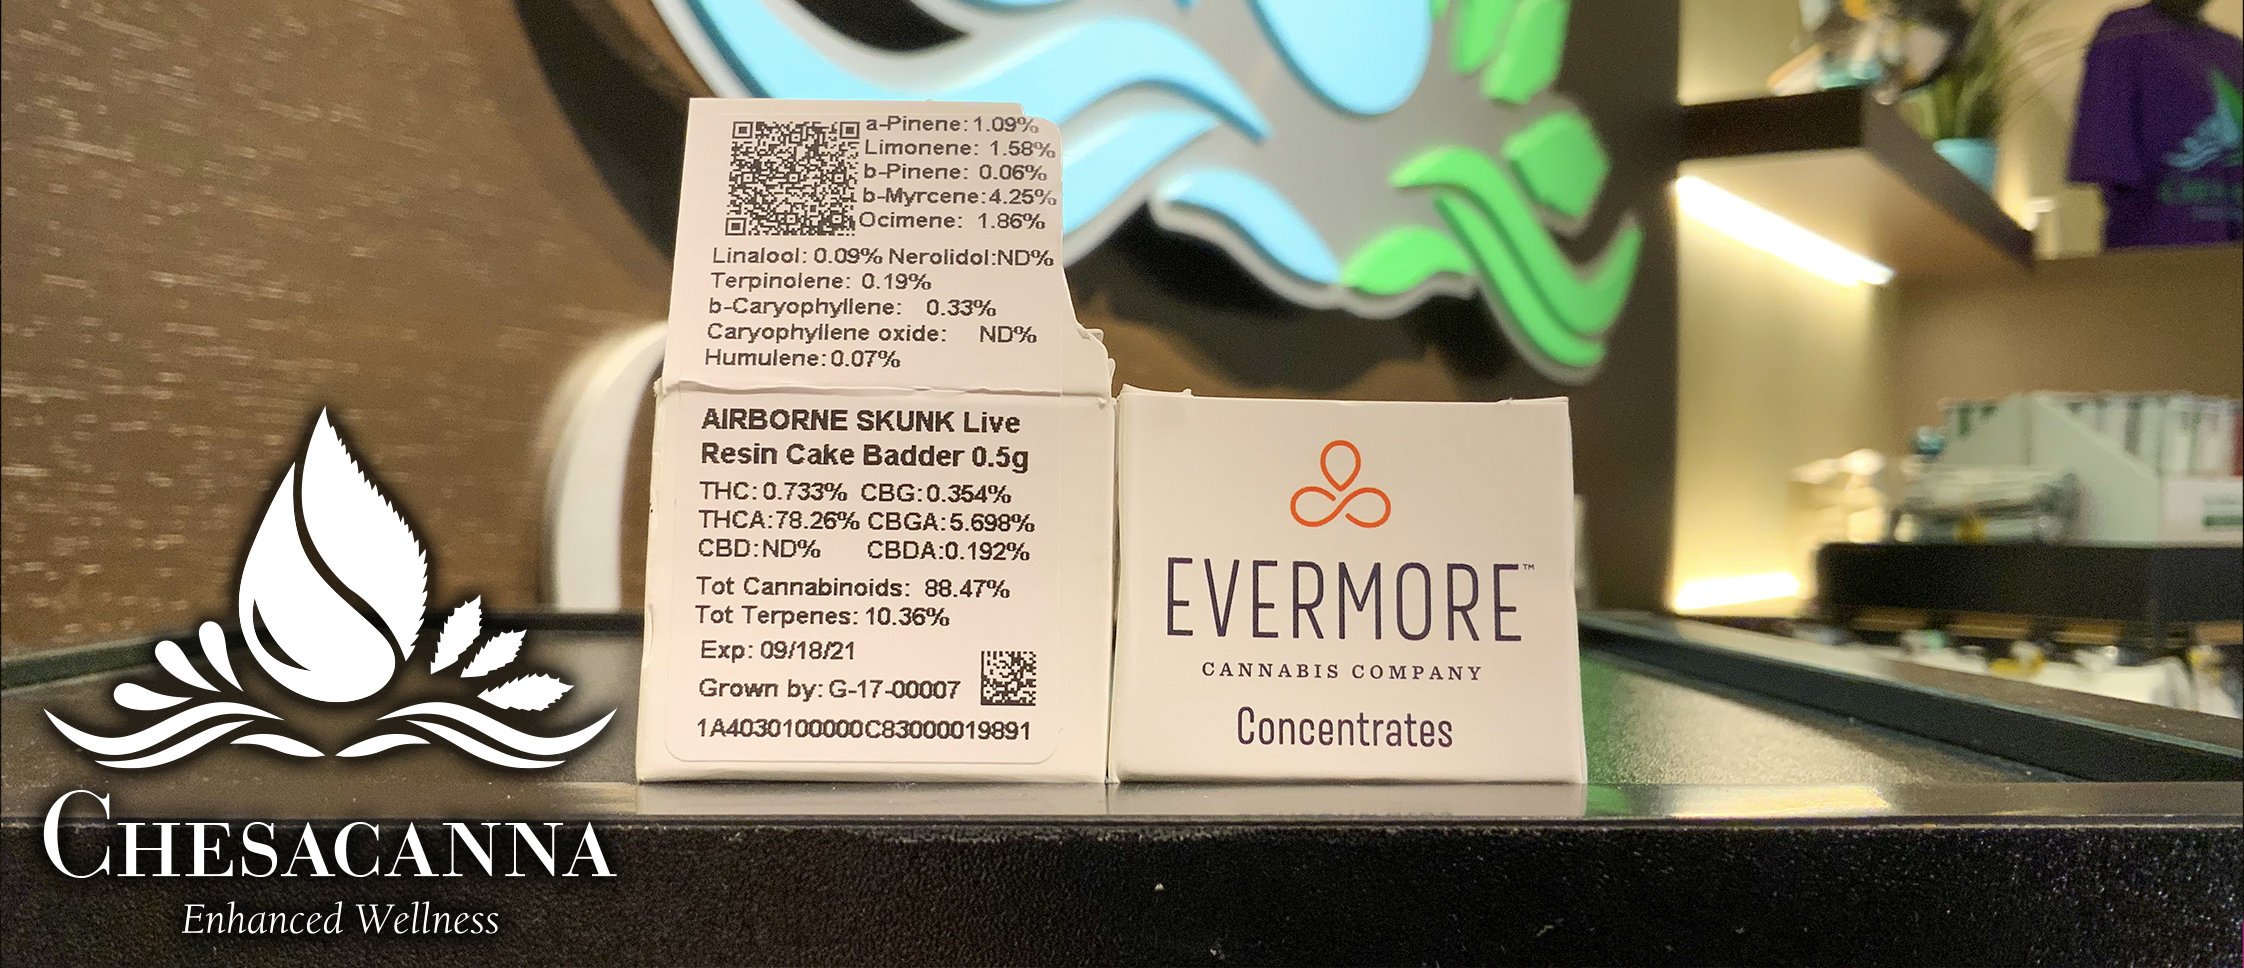 a-Pinene: 1.09%
Limonene: 1.58%
b-Pinene: 0.06%
b-Myrcene: 4.25%
Ocimene: 1.86%
Linalool: 0.09% Nerolidol:ND%
Terpinolene: 0.19%
b-Caryophyllene: 0.33%
Caryophyllene oxide: ND%
Humulene: 0.07%
AIRBORNE SKUNK Live
Resin Cake Badder 0.5g
THC: 0.733% CBG: 0.354%
THCA: 78.26% CBGA: 5.698%
CBD: ND% CBDA: 0.192%
Tot Cannabinoids: 88.47%
Tot Terpenes: 10.36%
Exp: 09/18/21
Grown by: G-17-00007
1A4030100000C83000019891
EVERMORE™
CANNABIS COMPANY
Concentrates
CHESACANNA
Enhanced Wellness